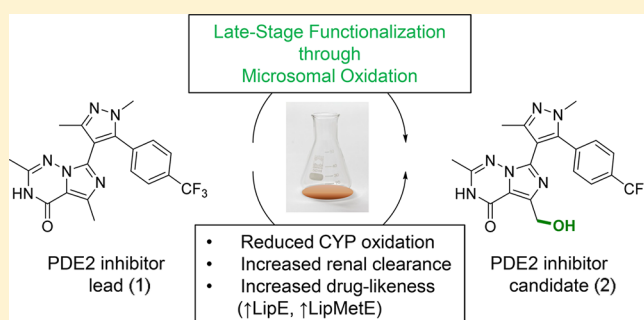 Late-Stage Functionalization
through
Microsomal Oxidation
N
N
N
N
N
HN
N
O
CF3
PDE2 inhibitor
lead (1)
• Reduced CYP oxidation
• Increased renal clearance
• Increased drug-likeness
(↑LipE, ↑LipMetE)
N
N
N
N
N
HN
N
O
OH
CF
PDE2 inhibitor
candidate (2)